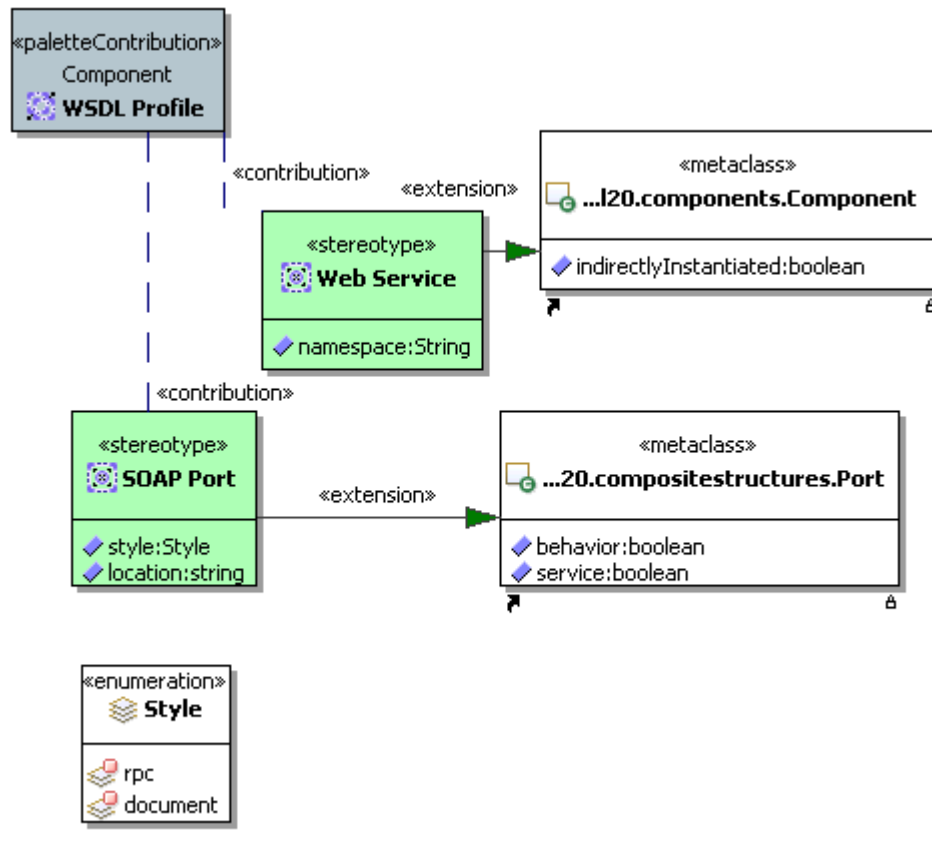 «paletteContribution»
Component
WSDL Profile
«contribution»
«extension»
«metaclass»
...l20.components.Component
indirectlyInstantiated:boolean
«stereotype»
Web Service
namespace:String
«contribution»
«stereotype»
SOAP Port
style:Style
location:string
«extension»
«metaclass»
...20.compositestructures.Port
behavior:boolean
service:boolean
«enumeration»
Style
rpc
document